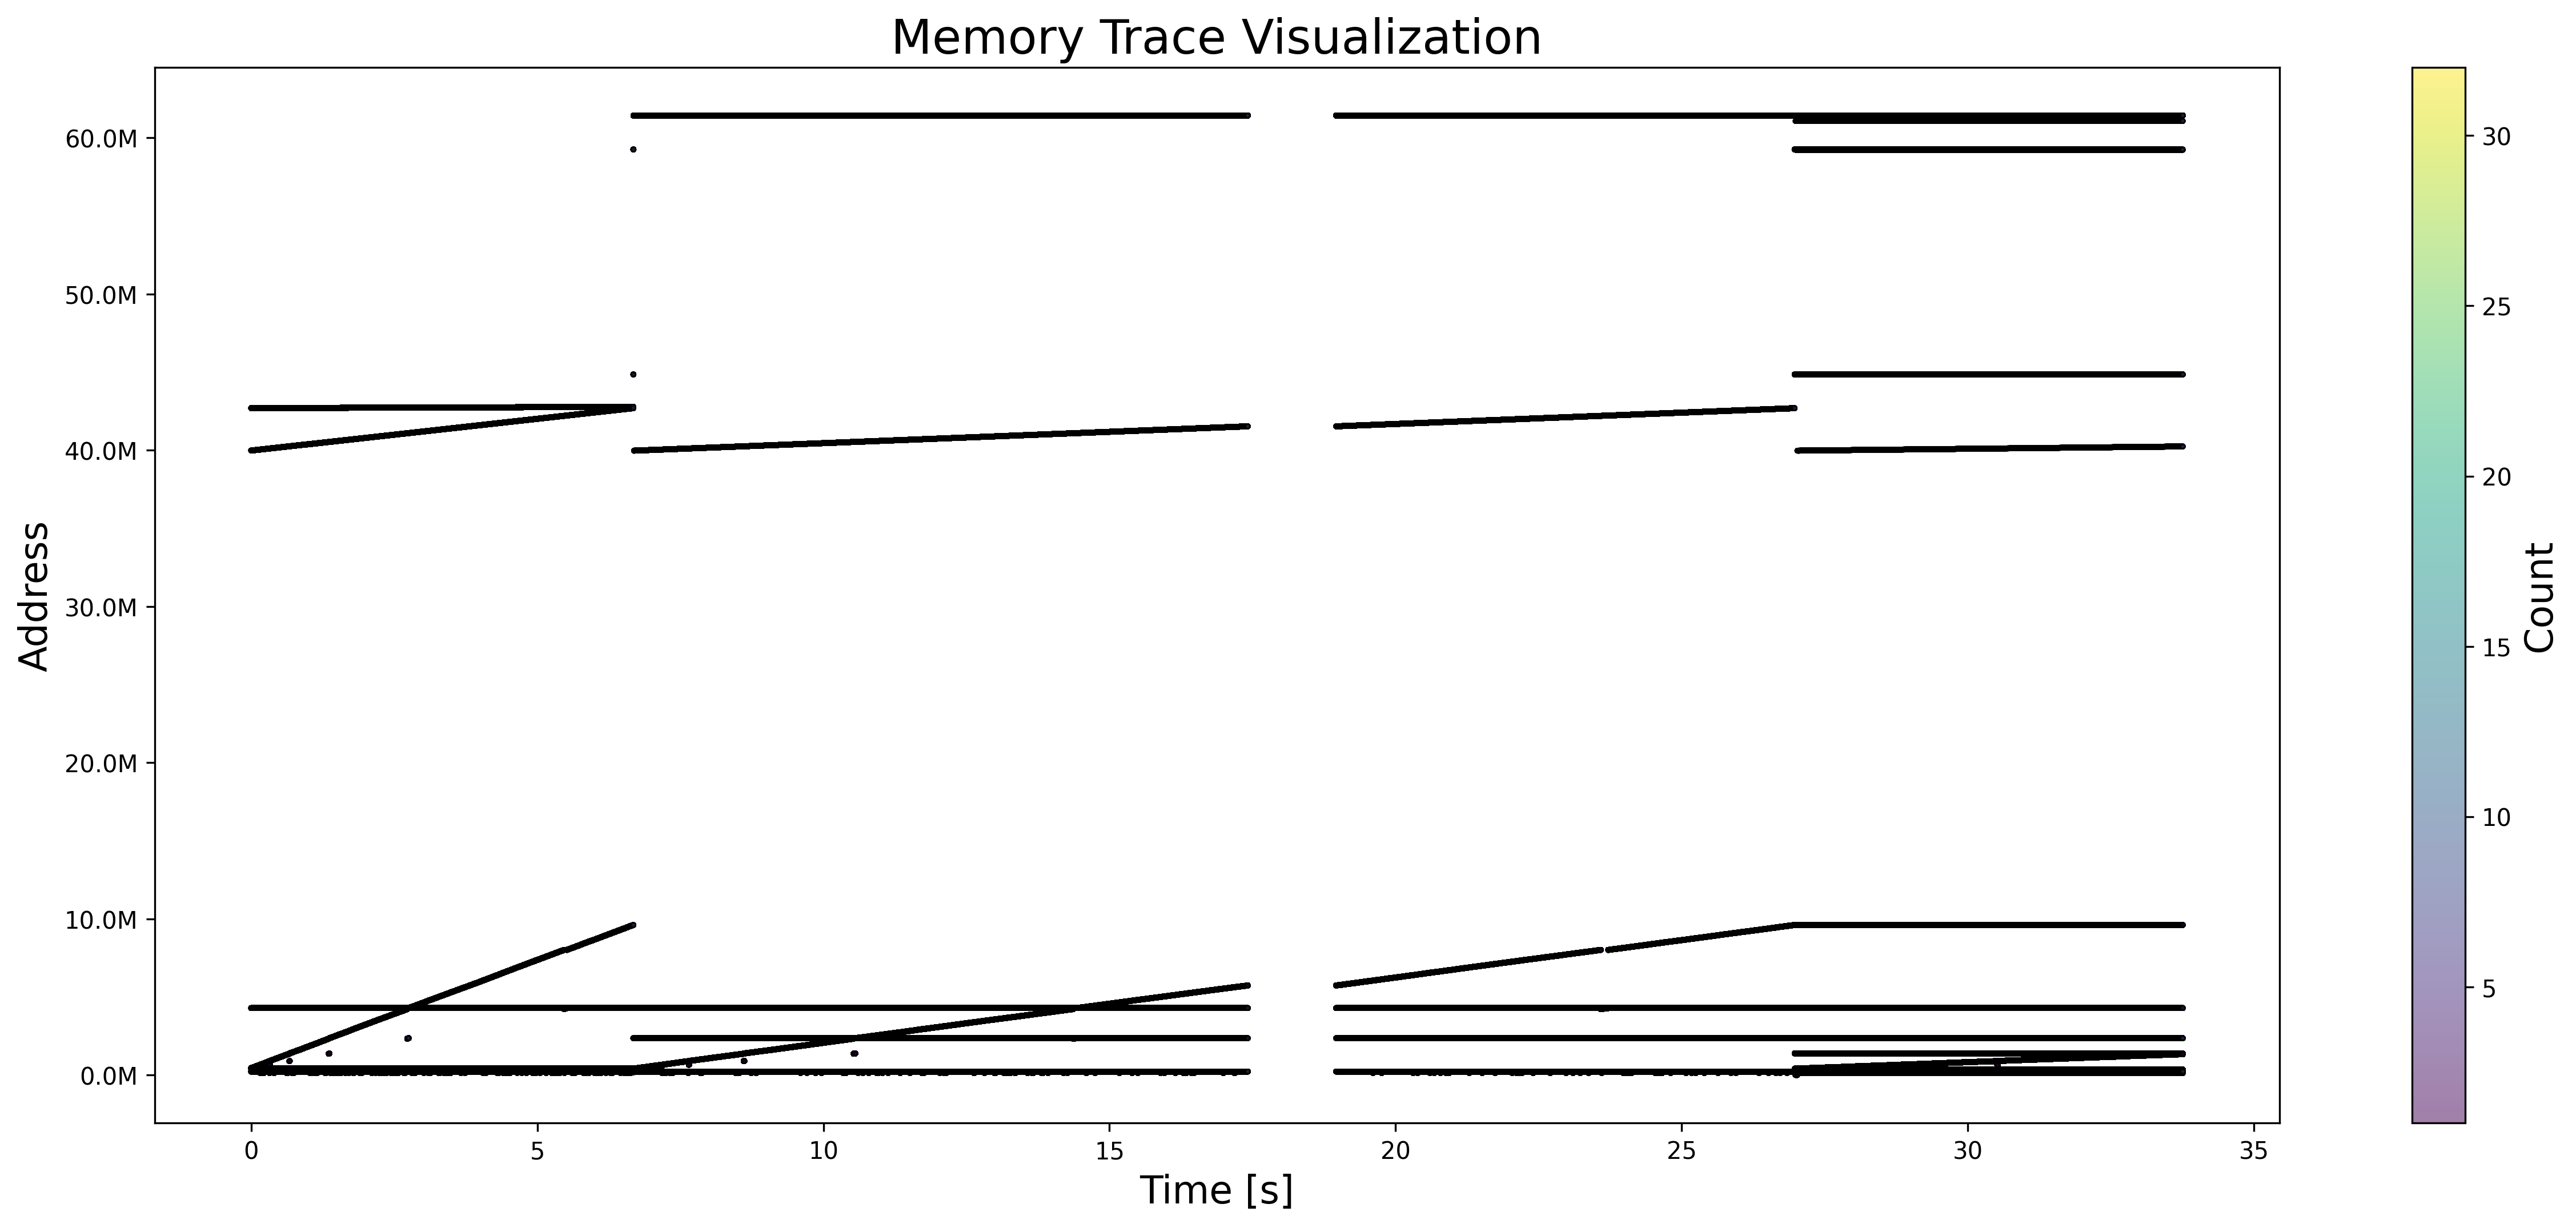 Memory Trace Visualization
Address
60.0M
50.0M
40.0M
30.0M
20.0M
10.0M
0.0M
0 5 10 15 20 25 30 35
Time [s]
30
25
20
15
10
5
Count